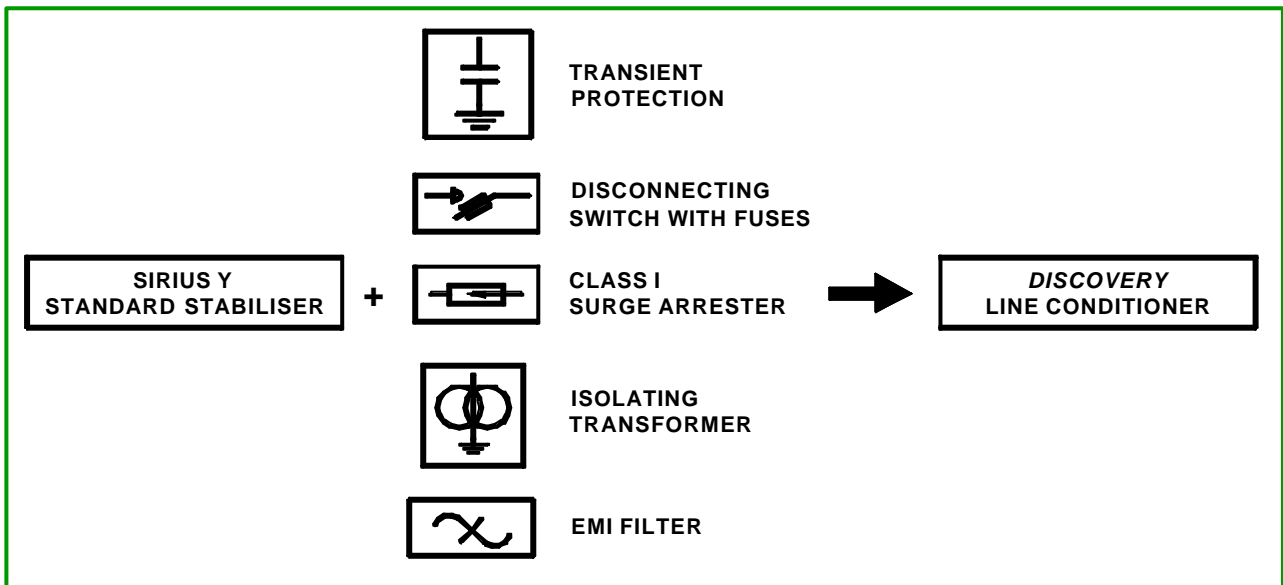 TRANSIENT
PROTECTION
DISCONNECTING
SWITCH WITH FUSES
SIRIUS Y
STANDARD STABILISER
+
CLASS I
SURGE ARRESTER
DISCOVERY
LINE CONDITIONER
ISOLATING
TRANSFORMER
EMI FILTER